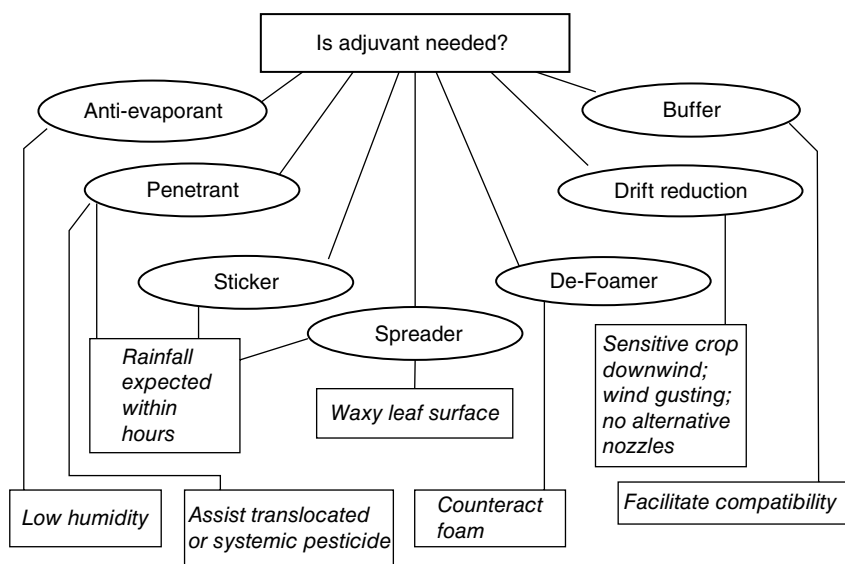 Is adjuvant needed?
Anti-evaporant
Buffer
Penetrant
Drift reduction
Sticker
De-Foamer
Spreader
Rainfall
expected
within
hours
Waxy leaf surface
Sensitive crop
downwind;
wind gusting;
no alternative
nozzles
Low humidity
Assist translocated
or systemic pesticide
Counteract
foam
Facilitate compatibility